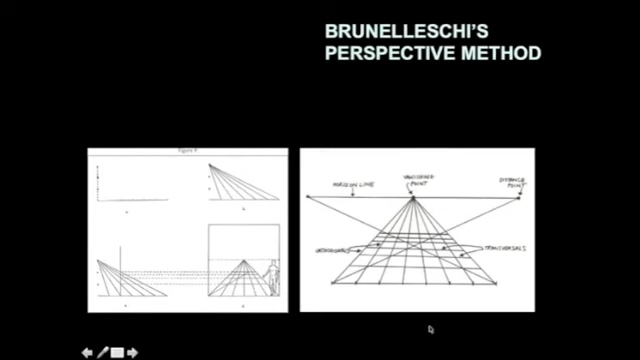 BRUNELLESCHI'S
PERSPECTIVE METHOD
Figure 9
a
b
c
d
HORIZON LINE
VANISHING
POINT
DISTANCE
POINT
ORTHOGONALS
TRANSVERSALS